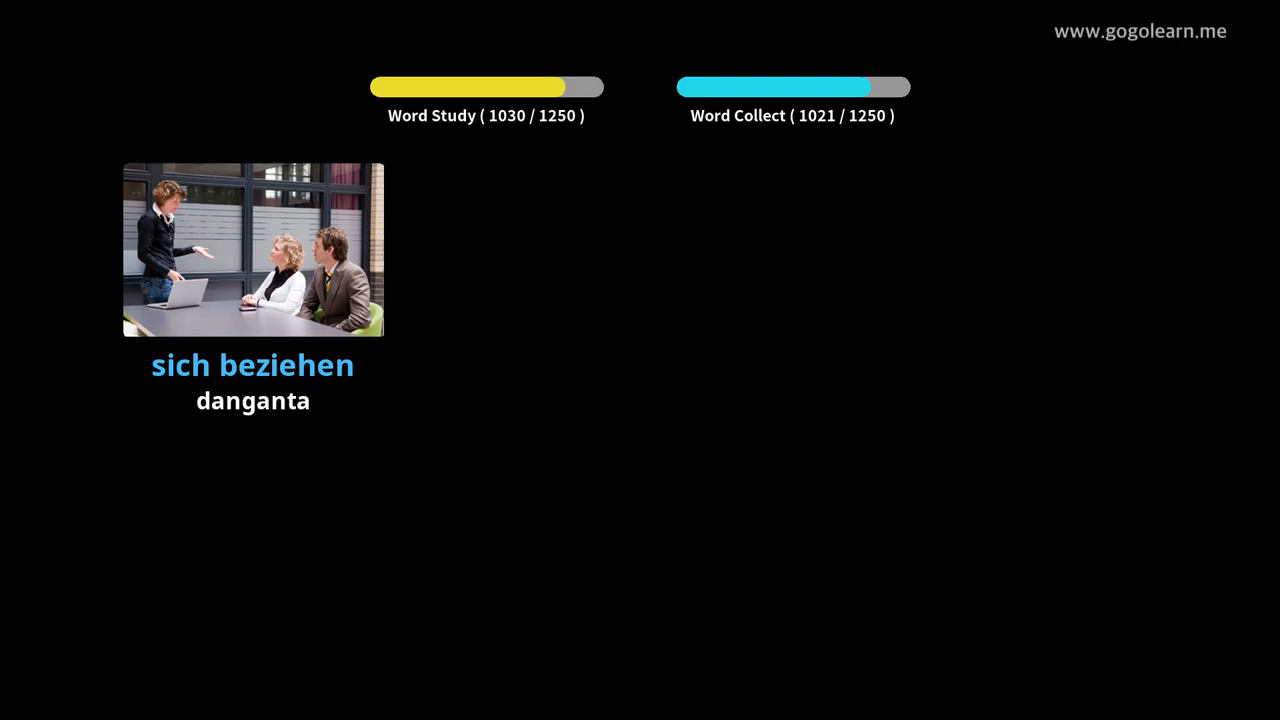 www.gogolearn.me
Word Study ( 1030 / 1250 )
Word Collect ( 1021 / 1250 )
sich beziehen
danganta